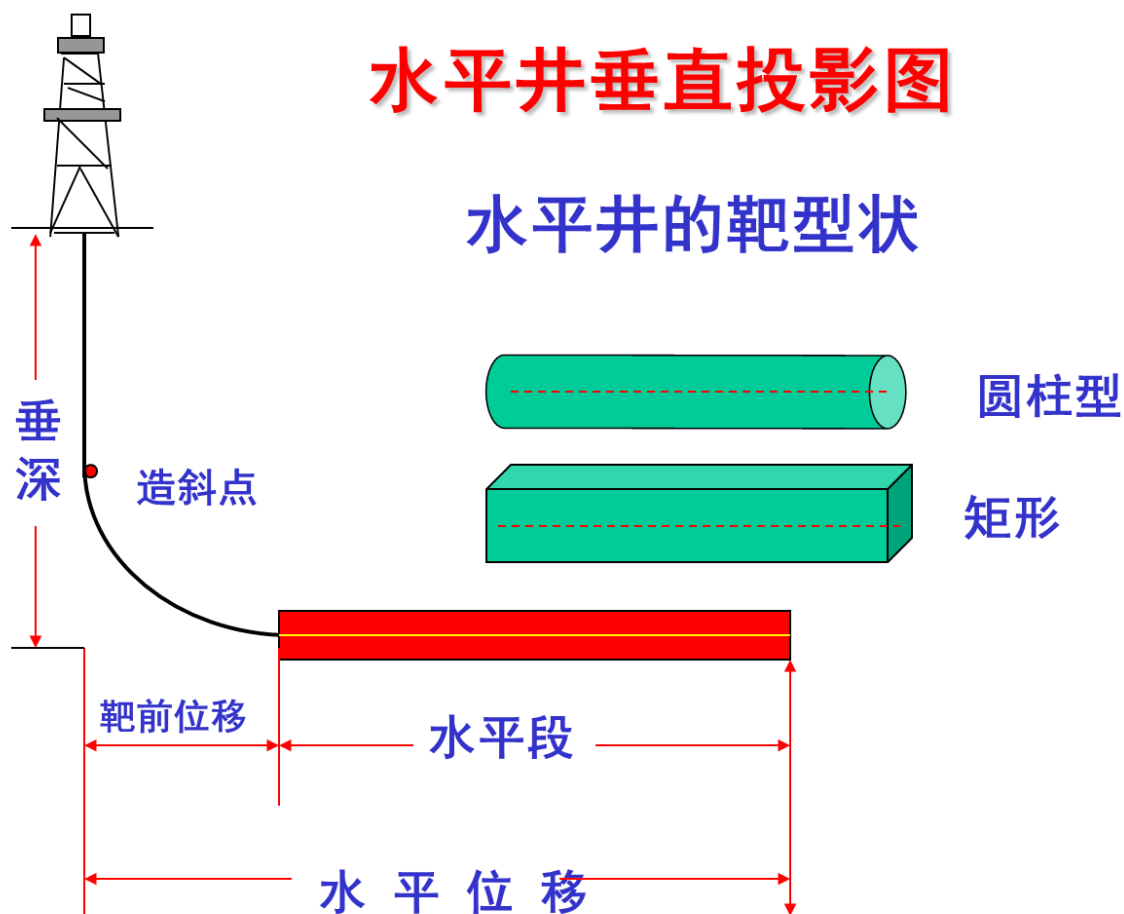 水平井垂直投影图
水平井的靶型状
圆柱型
垂深
造斜点
矩形
靶前位移
水平段
水平位移